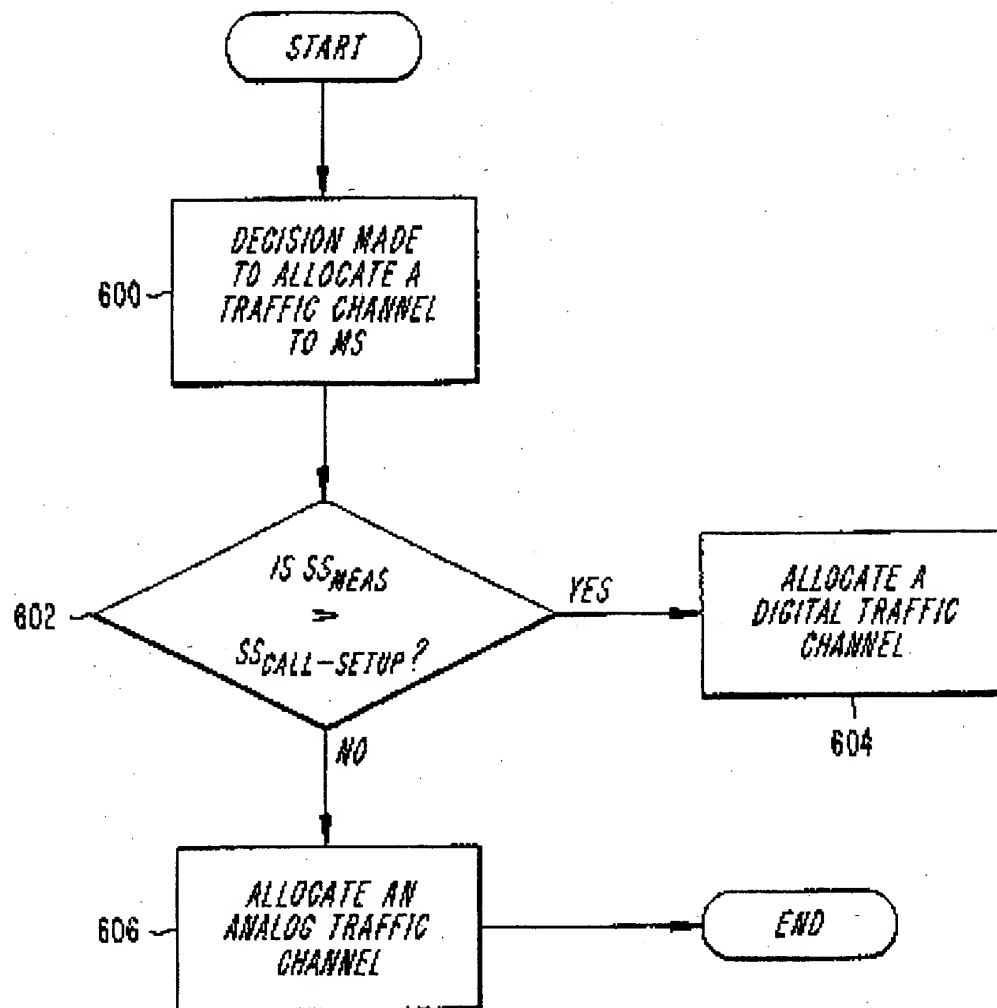 START
DECISION MADE
TO ALLOCATE A
TRAFFIC CHANNEL
TO MS
600
IS SSMEAS
≥
SSCALL-SETUP?
602
YES
ALLOCATE A
DIGITAL TRAFFIC
CHANNEL
604
NO
ALLOCATE AN
ANALOG TRAFFIC
CHANNEL
606
END